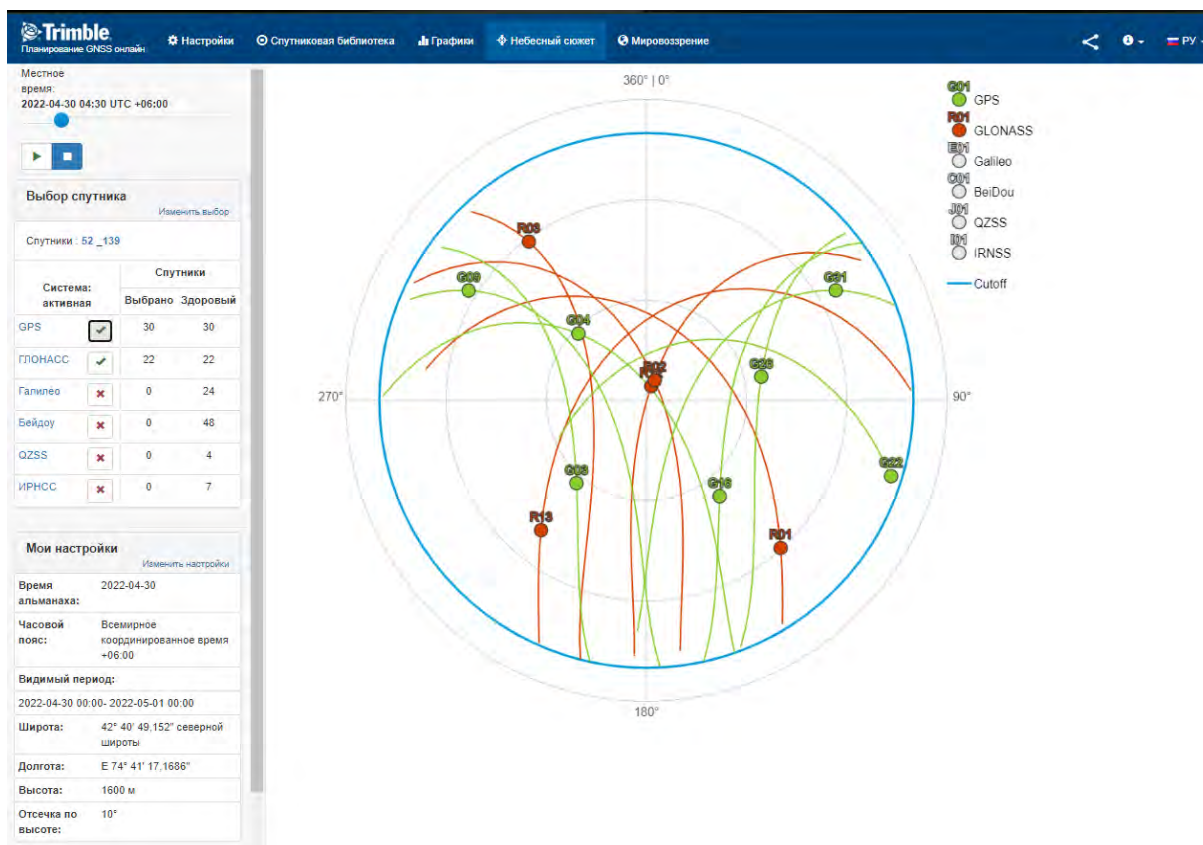 Trimble.
Планирование GNSS онлайн
Настройки
Спутниковая библиотека
Графики
Небесный сюжет
Мировоззрение
РУ
Местное
время:
2022-04-30 04:30 UTC +06:00
Выбор спутника
Изменить выбор
Спутники : 52 _139
Система:
активная
Спутники
Выбрано Здоровый
GPS 30 30
ГЛОНАСС 22 22
Галилео 0 24
Бейдоу 0 48
QZSS 0 4
ИРНСС 0 7
Мои настройки
Изменить настройки
Время
альманаха:
2022-04-30
Часовой
пояс:
Всемирное
координированное время
+06:00
Видимый период:
2022-04-30 00:00- 2022-05-01 00:00
Широта:
42° 40' 49,152" северной
широты
Долгота: E 74° 41' 17,1686"
Высота: 1600 м
Отсечка по
высоте:
10°
360° | 0°
R03
G09
G31
G04
R02
G26
270°
90°
G03
G16
G22
R13
R01
180°
G01
GPS
R01
GLONASS
E01
Galileo
C01
BeiDou
J01
QZSS
I01
IRNSS
Cutoff